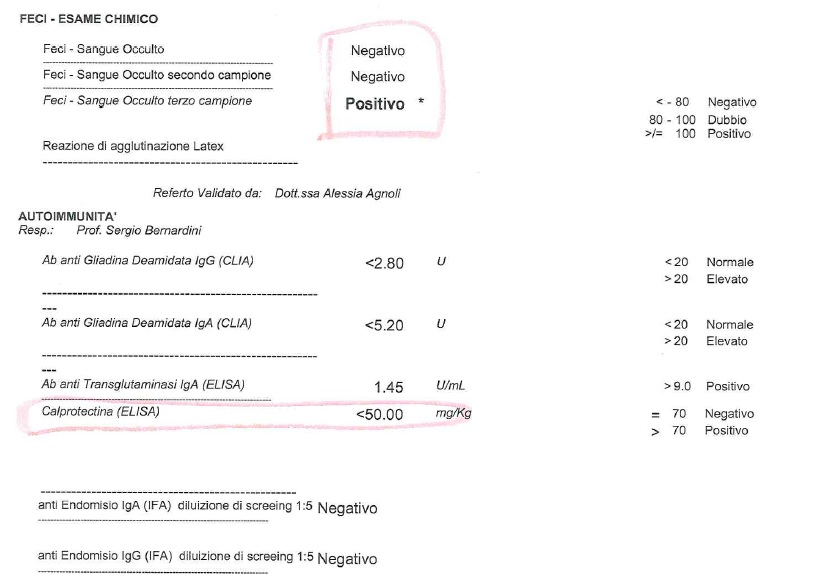 FECI - ESAME CHIMICO
Feci - Sangue Occulto Negativo
Feci - Sangue Occulto secondo campione Negativo
Feci - Sangue Occulto terzo campione Positivo * < - 80 Negativo
80 - 100 Dubbio
>/= 100 Positivo
Reazione di agglutinazione Latex
Referto Validato da: Dott.ssa Alessia Agnoli
AUTOIMMUNITA'
Resp.: Prof. Sergio Bernardini
Ab anti Gliadina Deamidata IgG (CLIA) <2.80 U <20 Normale
>20 Elevato
Ab anti Gliadina Deamidata IgA (CLIA) <5.20 U <20 Normale
>20 Elevato
Ab anti Transglutaminasi IgA (ELISA) 1.45 U/mL >9.0 Positivo
Calprotectina (ELISA) <50.00 mg/Kg = 70 Negativo
> 70 Positivo
anti Endomisio IgA (IFA) diluizione di screeing 1:5 Negativo
anti Endomisio IgG (IFA) diluizione di screeing 1:5 Negativo